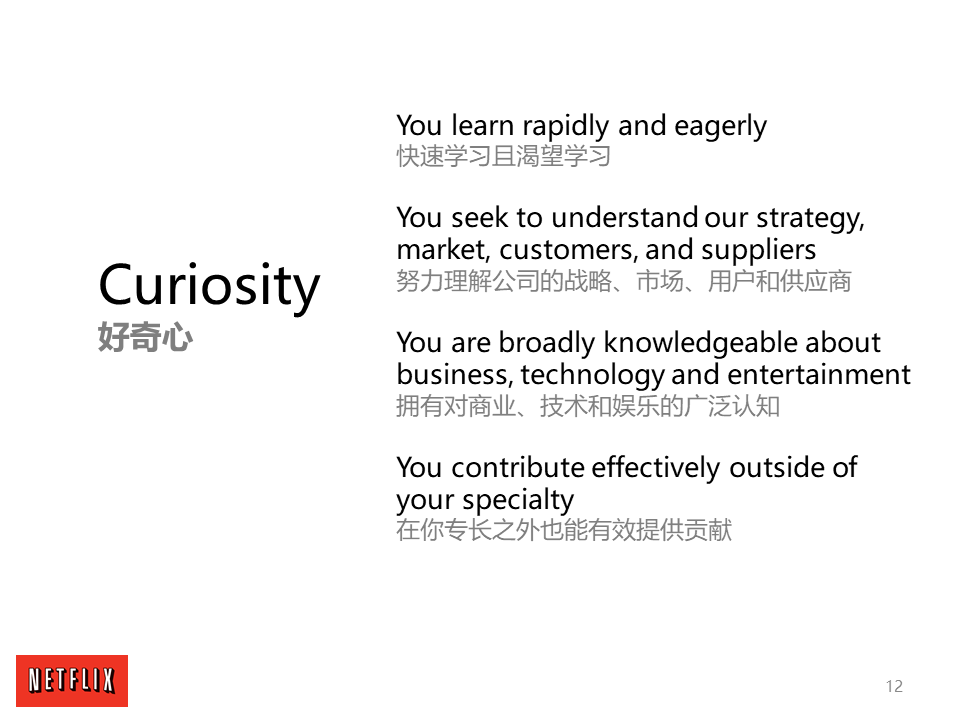 Curiosity
好奇心
You learn rapidly and eagerly
快速学习且渴望学习
You seek to understand our strategy,
market, customers, and suppliers
努力理解公司的战略、市场、用户和供应商
You are broadly knowledgeable about
business, technology and entertainment
拥有对商业、技术和娱乐的广泛认知
You contribute effectively outside of
your specialty
在你专长之外也能有效提供贡献
NETFLIX
12